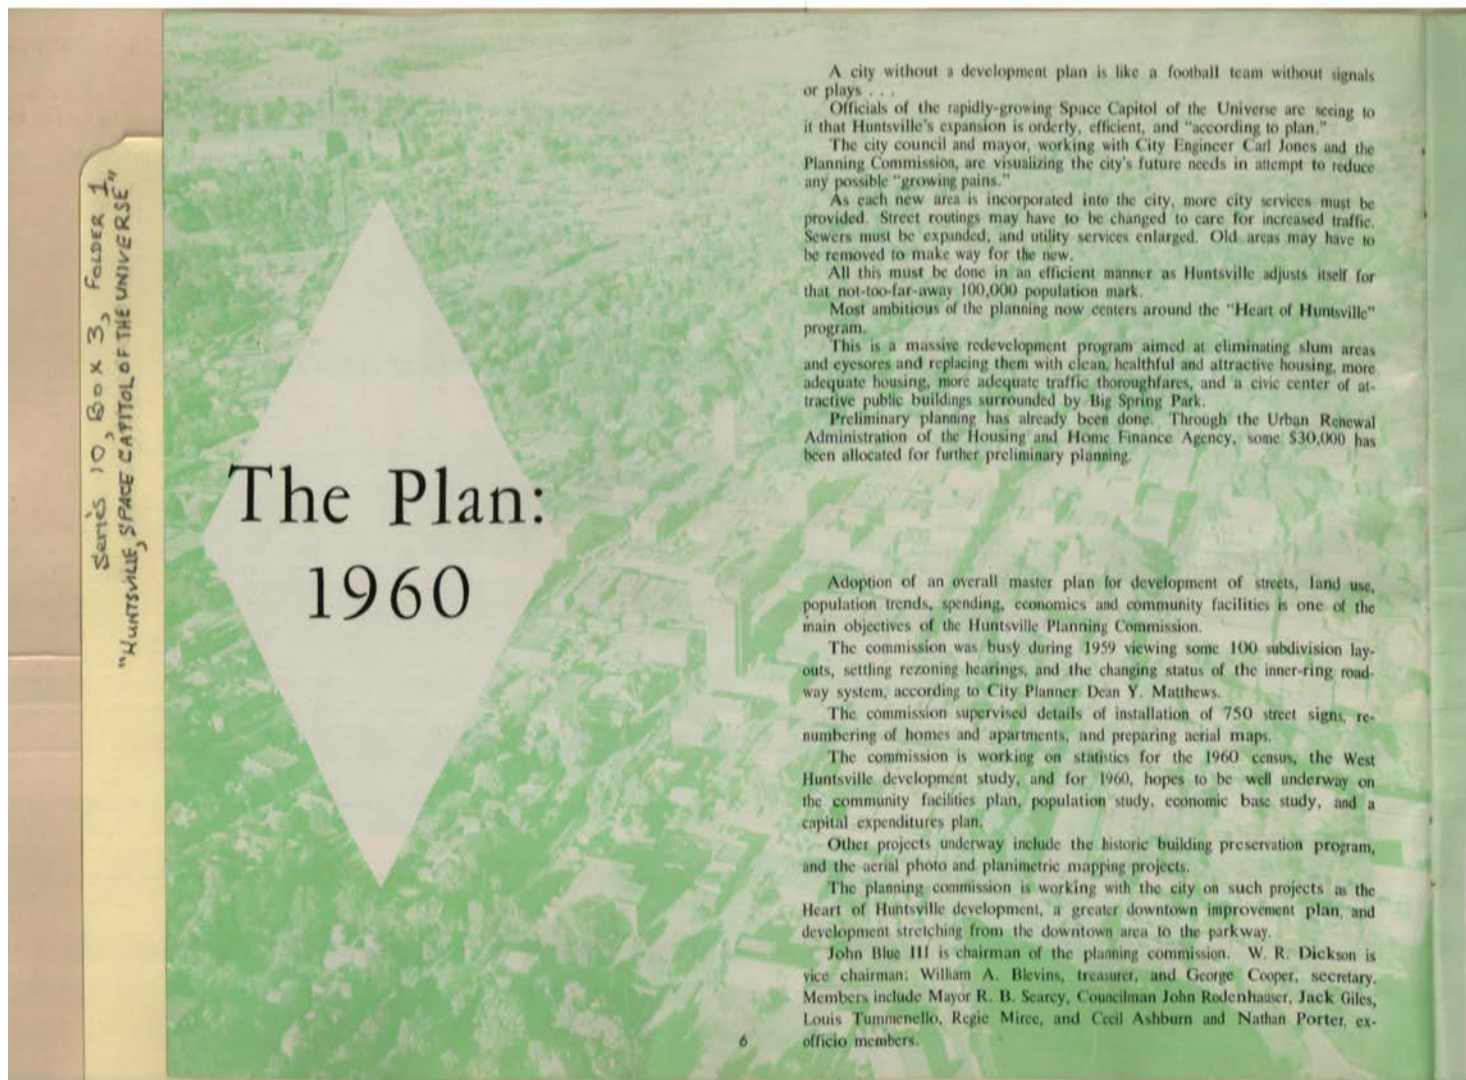 Series 10, Box 3, Folder 1,
"HUNTSVILLE, SPACE CAPITOL OF THE UNIVERSE"
The Plan:
1960
A city without a development plan is like a football team without signals
or plays . . .
Officials of the rapidly-growing Space Capitol of the Universe are seeing to
it that Huntsville's expansion is orderly, efficient, and "according to plan."
The city council and mayor, working with City Engineer Carl Jones and the
Planning Commission, are visualizing the city's future needs in attempt to reduce
any possible "growing pains."
As each new area is incorporated into the city, more city services must be
provided. Street routings may have to be changed to care for increased traffic.
Sewers must be expanded, and utility services enlarged. Old areas may have to
be removed to make way for the new.
All this must be done in an efficient manner as Huntsville adjusts itself for
that not-too-far-away 100,000 population mark.
Most ambitious of the planning now centers around the "Heart of Huntsville"
program.
This is a massive redevelopment program aimed at eliminating slum areas
and eyesores and replacing them with clean, healthful and attractive housing, more
adequate housing, more adequate traffic thoroughfares, and a civic center of at-
tractive public buildings surrounded by Big Spring Park.
Preliminary planning has already been done. Through the Urban Renewal
Administration of the Housing and Home Finance Agency, some $30,000 has
been allocated for further preliminary planning.
Adoption of an overall master plan for development of streets, land use,
population trends, spending, economics and community facilities is one of the
main objectives of the Huntsville Planning Commission.
The commission was busy during 1959 viewing some 100 subdivision lay-
outs, settling rezoning hearings, and the changing status of the inner-ring road-
way system, according to City Planner Dean Y. Matthews.
The commission supervised details of installation of 750 street signs, re-
numbering of homes and apartments, and preparing aerial maps.
The commission is working on statistics for the 1960 census, the West
Huntsville development study, and for 1960, hopes to be well underway on
the community facilities plan, population study, economic base study, and a
capital expenditures plan.
Other projects underway include the historic building preservation program,
and the aerial photo and planimetric mapping projects.
The planning commission is working with the city on such projects as the
Heart of Huntsville development, a greater downtown improvement plan, and
development stretching from the downtown area to the parkway.
John Blue III is chairman of the planning commission. W. R. Dickson is
vice chairman; William A. Blevins, treasurer, and George Cooper, secretary.
Members include Mayor R. B. Searcy, Councilman John Rodenhauser, Jack Giles,
Louis Tummenello, Regie Miree, and Cecil Ashburn and Nathan Porter, ex-
officio members.
6